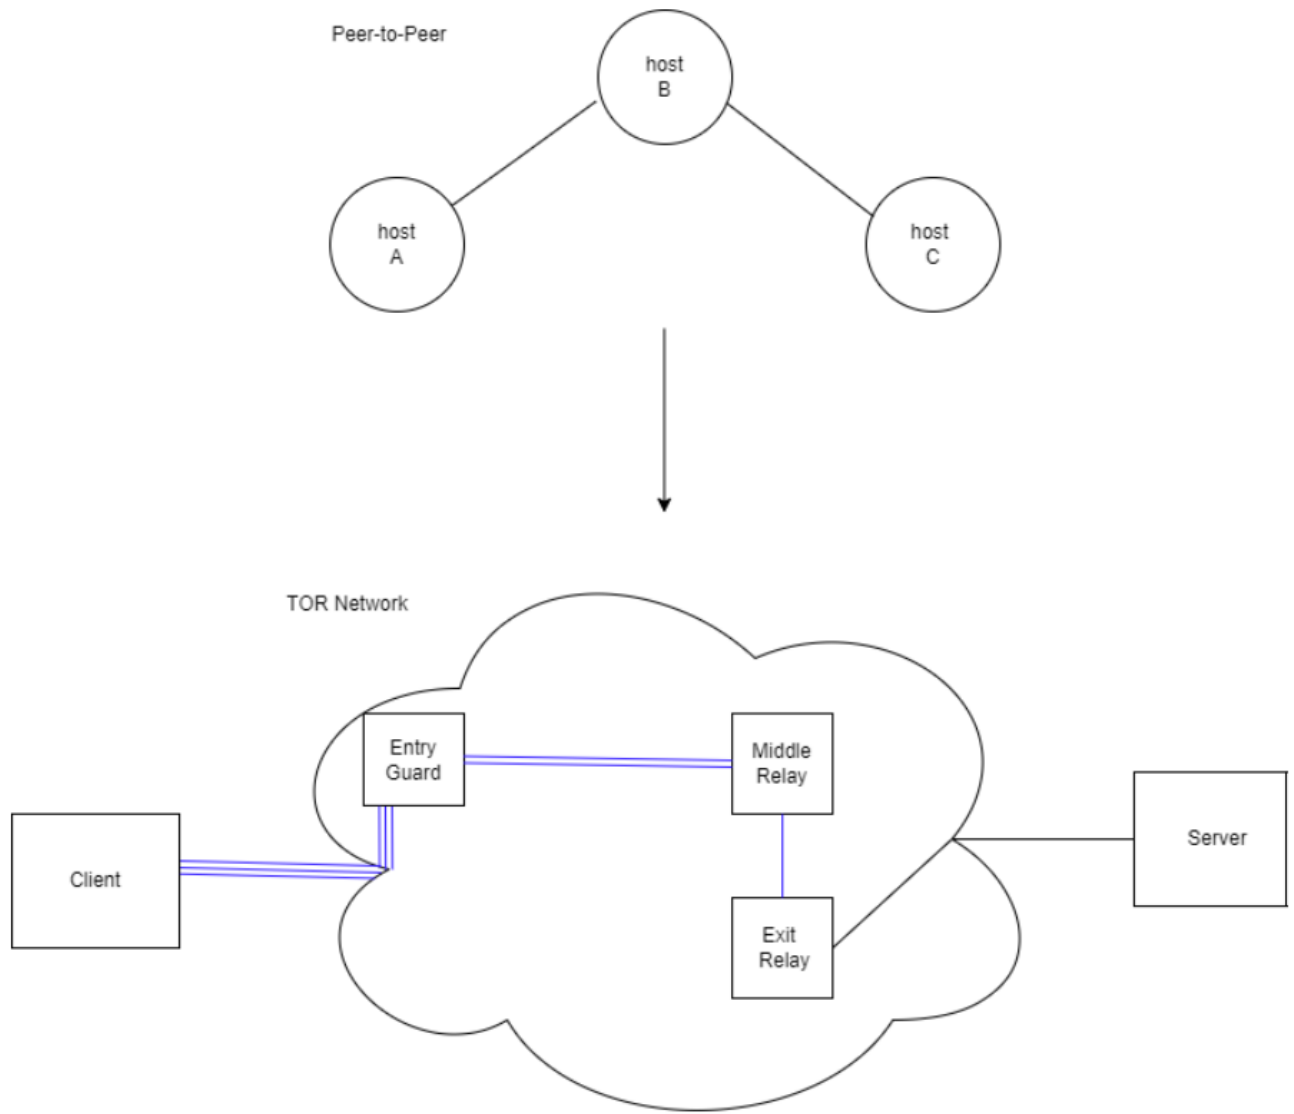 Peer-to-Peer
host
B
host
A
host
C
TOR Network
Entry
Guard
Middle
Relay
Client
Server
Exit
Relay